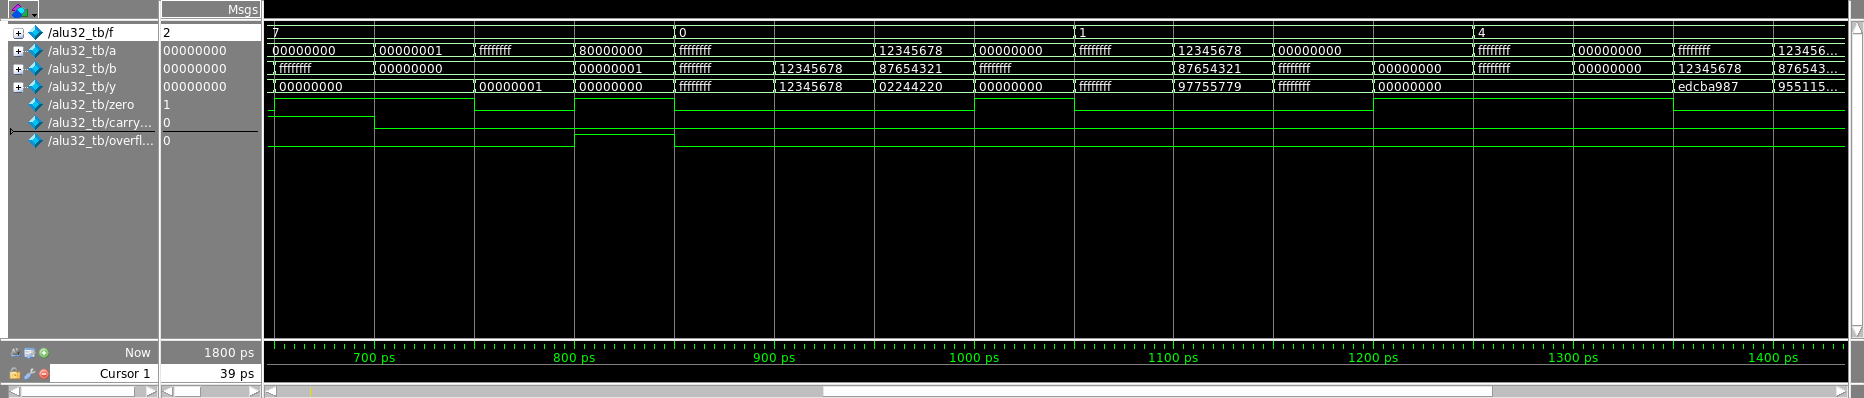 Msgs
/alu32_tb/f 2 7 0 1 4
/alu32_tb/a 00000000 00000000 00000001 ffffffff 80000000 ffffffff 12345678 00000000 ffffffff 12345678 00000000 ffffffff 00000000 ffffffff 123456...
/alu32_tb/b 00000000 ffffffff 00000000 00000001 ffffffff 12345678 87654321 ffffffff 87654321 ffffffff 00000000 ffffffff 00000000 12345678 876543...
/alu32_tb/y 00000000 00000000 00000001 00000000 ffffffff 12345678 02244220 00000000 ffffffff 97755779 ffffffff 00000000 edcba987 955115...
/alu32_tb/zero 1
/alu32_tb/carry... 0
/alu32_tb/overfl... 0
Now 1800 ps 700 ps 800 ps 900 ps 1000 ps 1100 ps 1200 ps 1300 ps 1400 ps
Cursor 1 39 ps